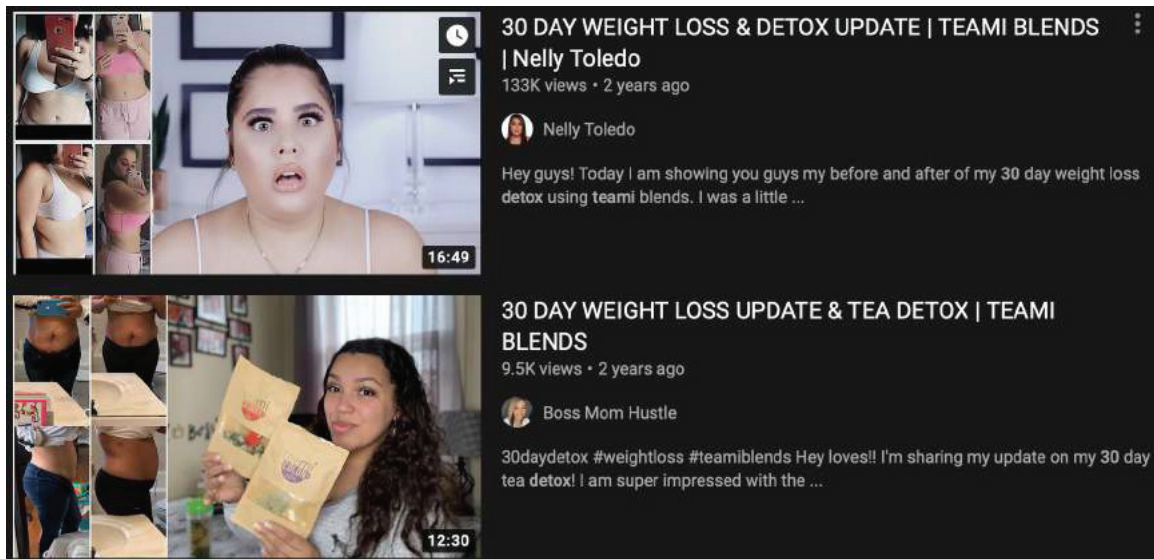 30 DAY WEIGHT LOSS & DETOX UPDATE | TEAMI BLENDS
| Nelly Toledo
133K views • 2 years ago
Nelly Toledo
Hey guys! Today I am showing you guys my before and after of my 30 day weight loss
detox using teami blends. I was a little ...
16:49
30 DAY WEIGHT LOSS UPDATE & TEA DETOX | TEAMI
BLENDS
9.5K views • 2 years ago
Boss Mom Hustle
30daydetox #weightloss #teamiblends Hey loves!! I'm sharing my update on my 30 day
tea detox! I am super impressed with the ...
12:30